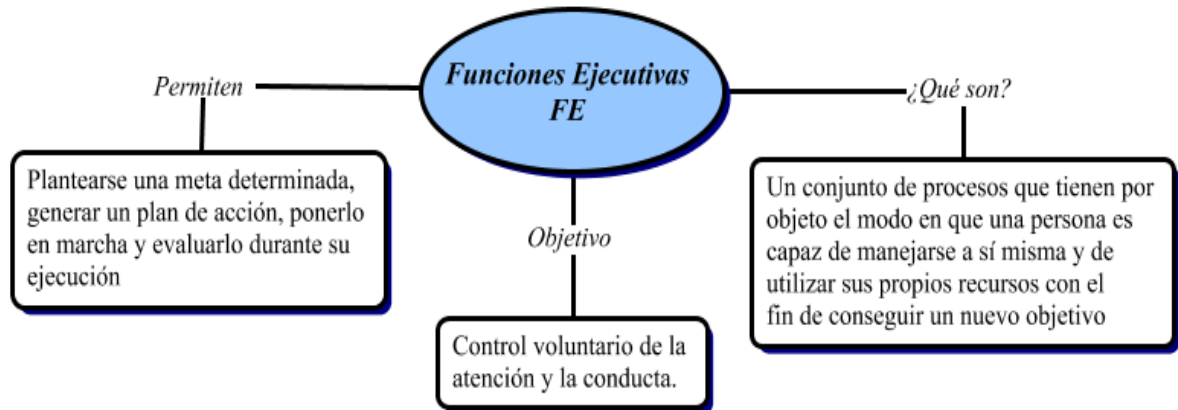 Funciones Ejecutivas
FE
Permiten
Plantearse una meta determinada,
generar un plan de acción, ponerlo
en marcha y evaluarlo durante su
ejecución
Objetivo
Control voluntario de la
atención y la conducta.
¿Qué son?
Un conjunto de procesos que tienen por
objeto el modo en que una persona es
capaz de manejarse a sí misma y de
utilizar sus propios recursos con el
fin de conseguir un nuevo objetivo